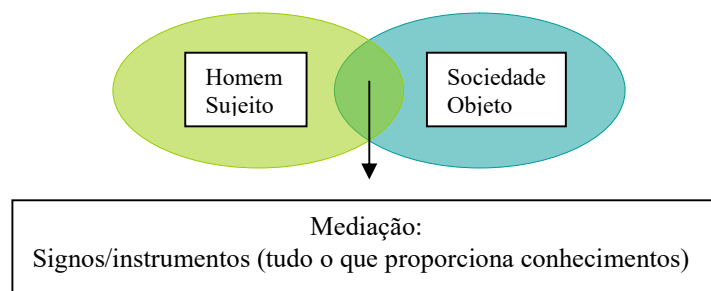 Homem
Sujeito
Sociedade
Objeto
Mediação:
Signos/instrumentos (tudo o que proporciona conhecimentos)